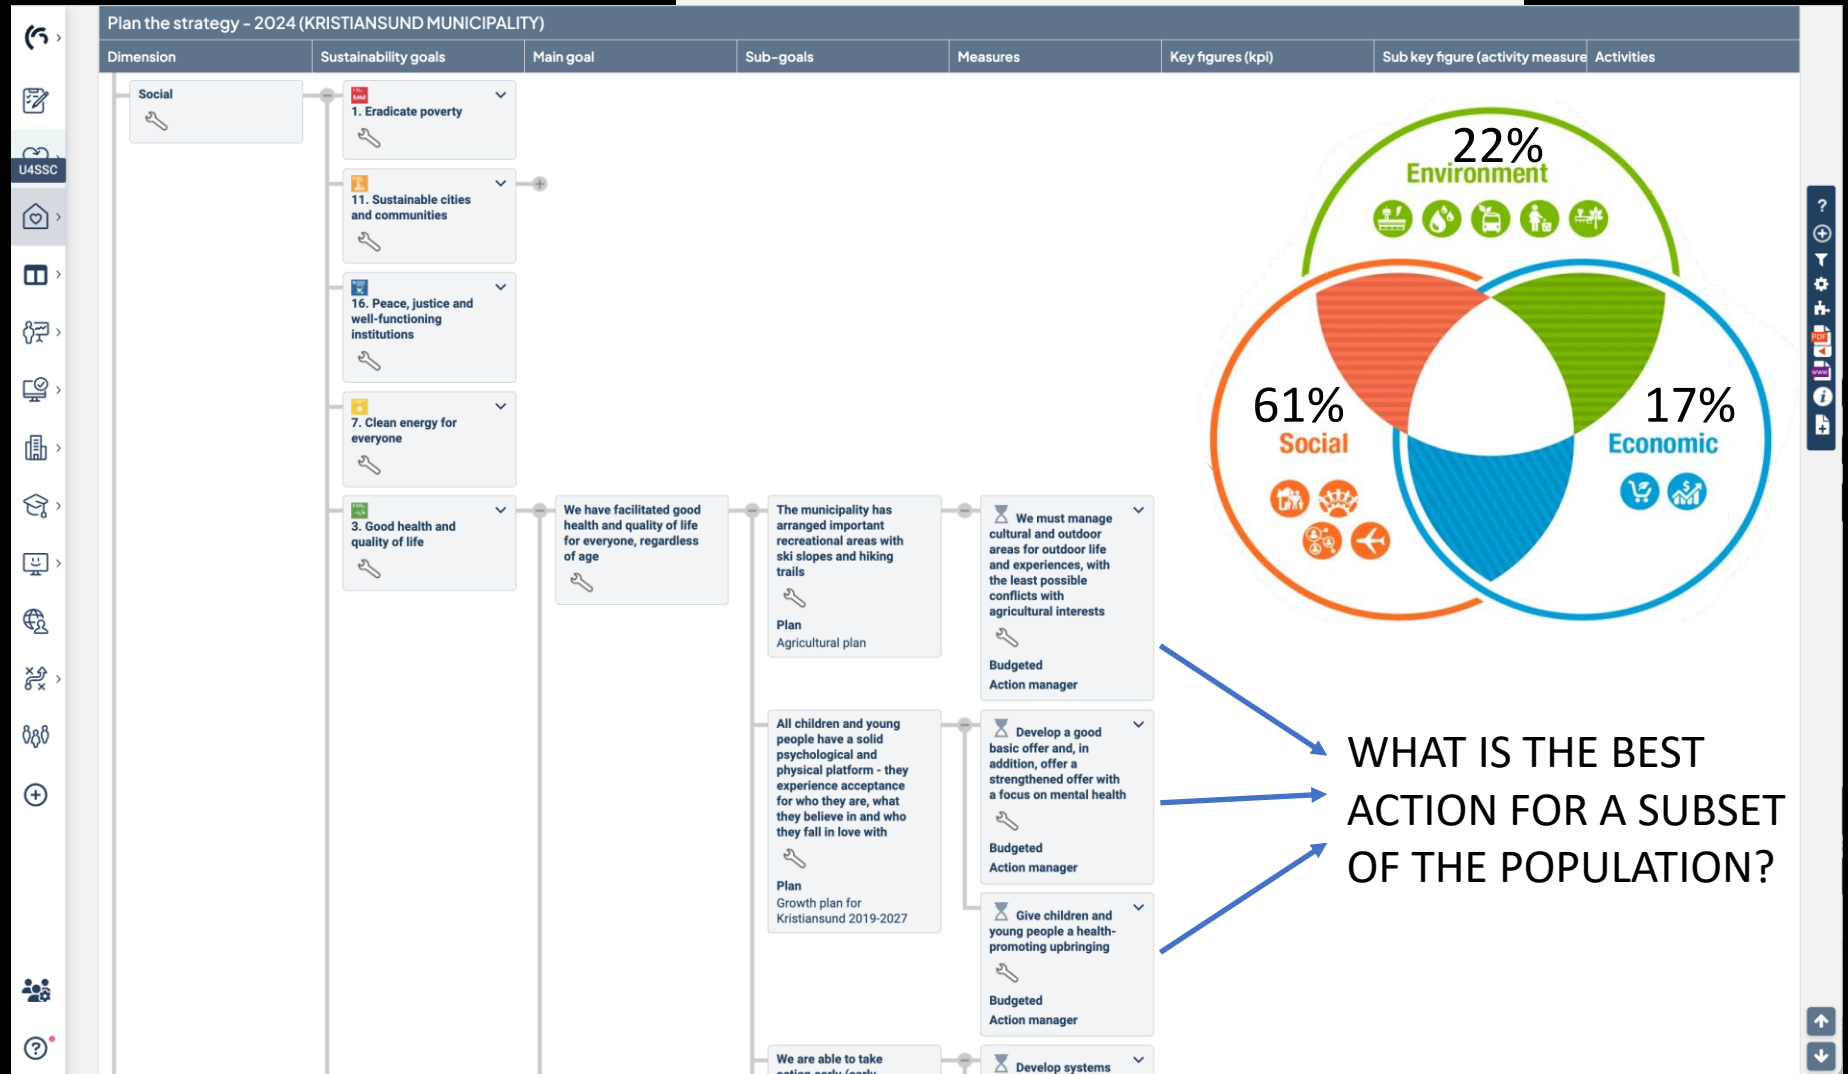 Plan the strategy - 2024 (KRISTIANSUND MUNICIPALITY)
Dimension
Sustainability goals
Main goal
Sub-goals
Measures
Key figures (kpi)
Sub key figure (activity measure
Activities
U4SSC
Social
1. Eradicate poverty
11. Sustainable cities
and communities
16. Peace, justice and
well-functioning
institutions
7. Clean energy for
everyone
3. Good health and
quality of life
We have facilitated good
health and quality of life
for everyone, regardless
of age
The municipality has
arranged important
recreational areas with
ski slopes and hiking
trails
Plan
Agricultural plan
We must manage
cultural and outdoor
areas for outdoor life
and experiences, with
the least possible
conflicts with
agricultural interests
Budgeted
Action manager
All children and young
people have a solid
psychological and
physical platform - they
experience acceptance
for who they are, what
they believe in and who
they fall in love with
Plan
Growth plan for
Kristiansund 2019-2027
Develop a good
basic offer and, in
addition, offer a
strengthened offer with
a focus on mental health
Budgeted
Action manager
Give children and
young people a health-
promoting upbringing
Budgeted
Action manager
We are able to take
action early (early
Develop systems
22%
Environment
61%
Social
17%
Economic
WHAT IS THE BEST
ACTION FOR A SUBSET
OF THE POPULATION?
?
PDF
www